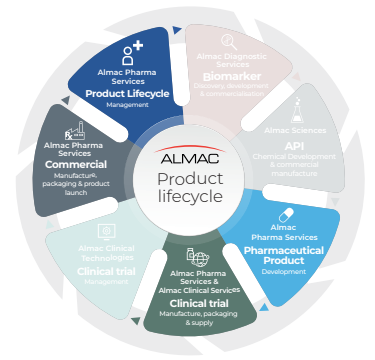 Almac Pharma
Services
Product Lifecycle
Management
Almac Diagnostic
Services
Biomarker
Discovery, development
& commercialisation
Almac Sciences
API
Chemical Development
& commercial
manufacture
Almac
Pharma Services
Pharmaceutical
Product
Development
Almac Pharma
Services &
Almac Clinical Services
Clinical trial
Manufacture, packaging
& supply
Almac Clinical
Technologies
Clinical trial
Management
Rx
Almac Pharma
Services
Commercial
Manufacture,
packaging & product
launch
ALMAC
Product
lifecycle